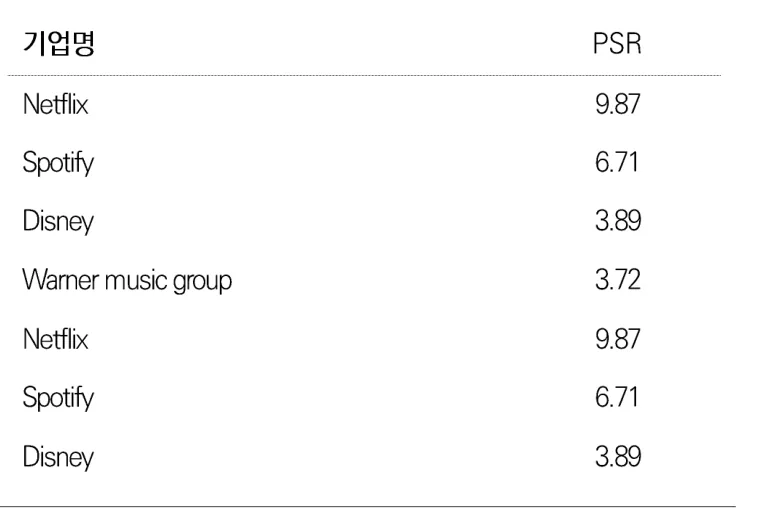 기업명 PSR
Netflix 9.87
Spotify 6.71
Disney 3.89
Warner music group 3.72
Netflix 9.87
Spotify 6.71
Disney 3.89